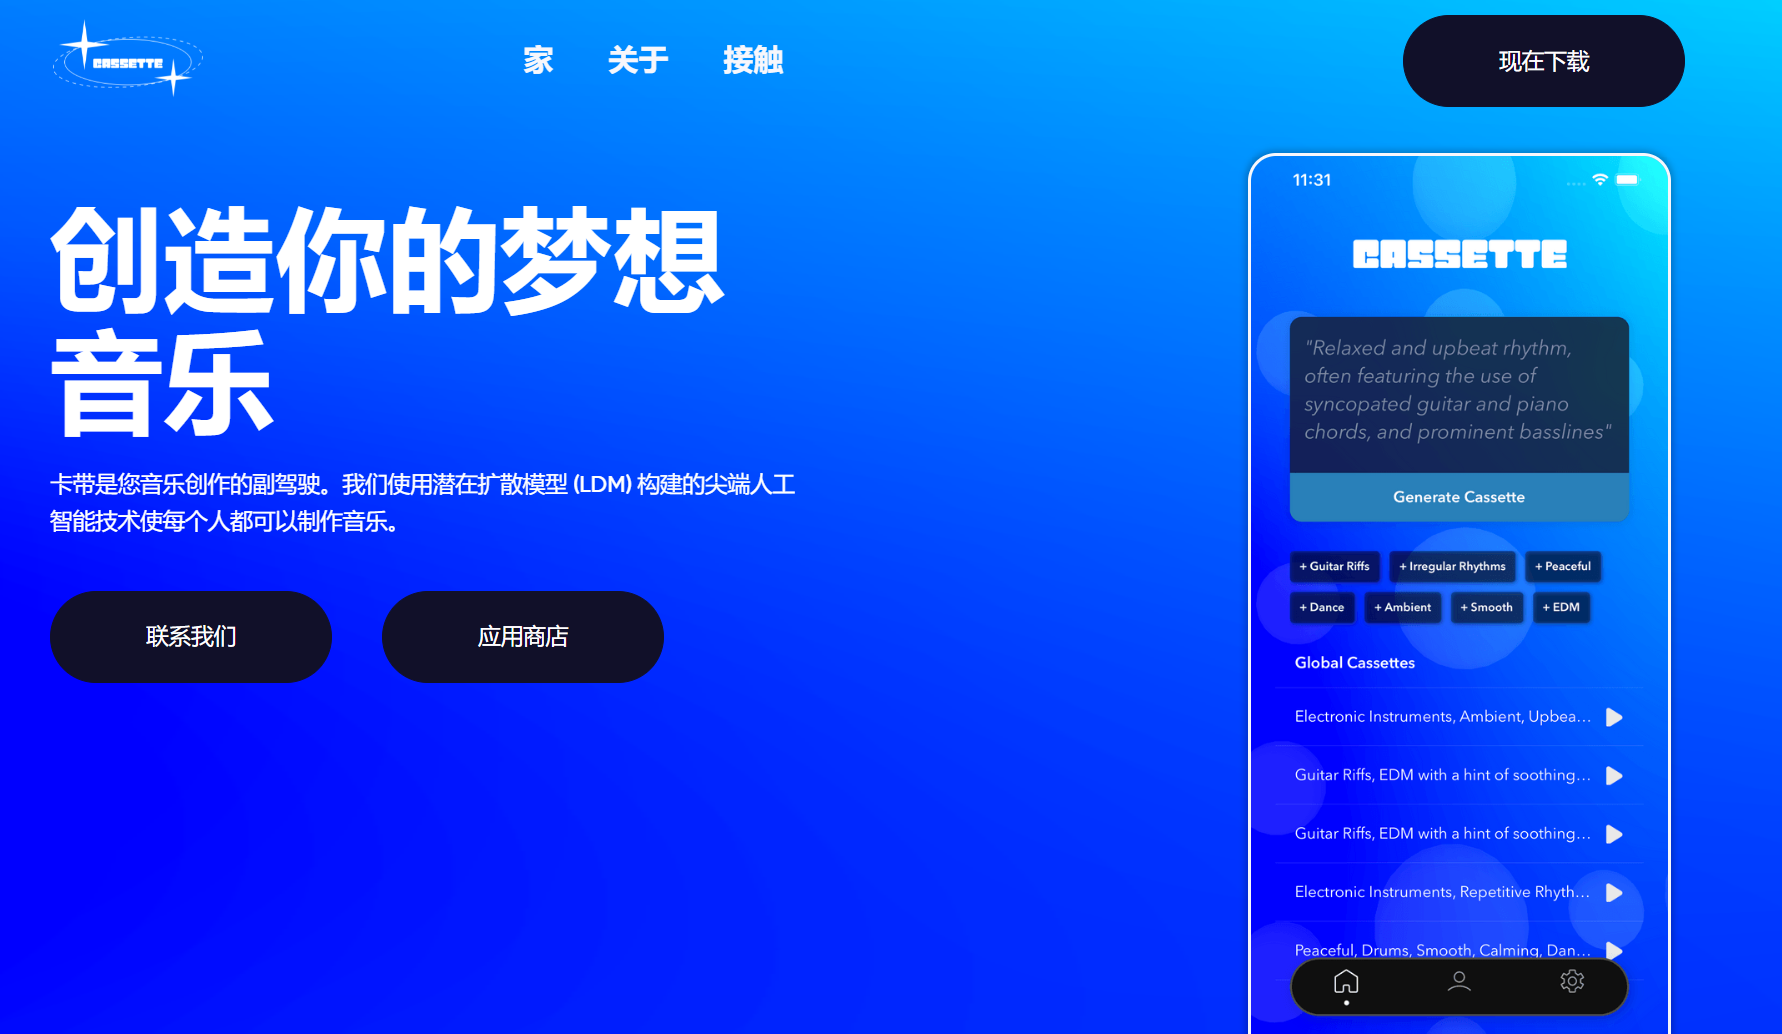 CASSETTE
家 关于 接触
现在下载
创造你的梦想
音乐
卡带是您音乐创作的副驾驶。我们使用潜在扩散模型 (LDM) 构建的尖端人工
智能技术使每个人都可以制作音乐。
联系我们 应用商店
11:31
CASSETTE
"Relaxed and upbeat rhythm,
often featuring the use of
syncopated guitar and piano
chords, and prominent basslines"
Generate Cassette
+ Guitar Riffs + Irregular Rhythms + Peaceful
+ Dance + Ambient + Smooth + EDM
Global Cassettes
Electronic Instruments, Ambient, Upbea...
Guitar Riffs, EDM with a hint of soothing...
Guitar Riffs, EDM with a hint of soothing...
Electronic Instruments, Repetitive Rhyth...
Peaceful, Drums, Smooth, Calming, Dan...